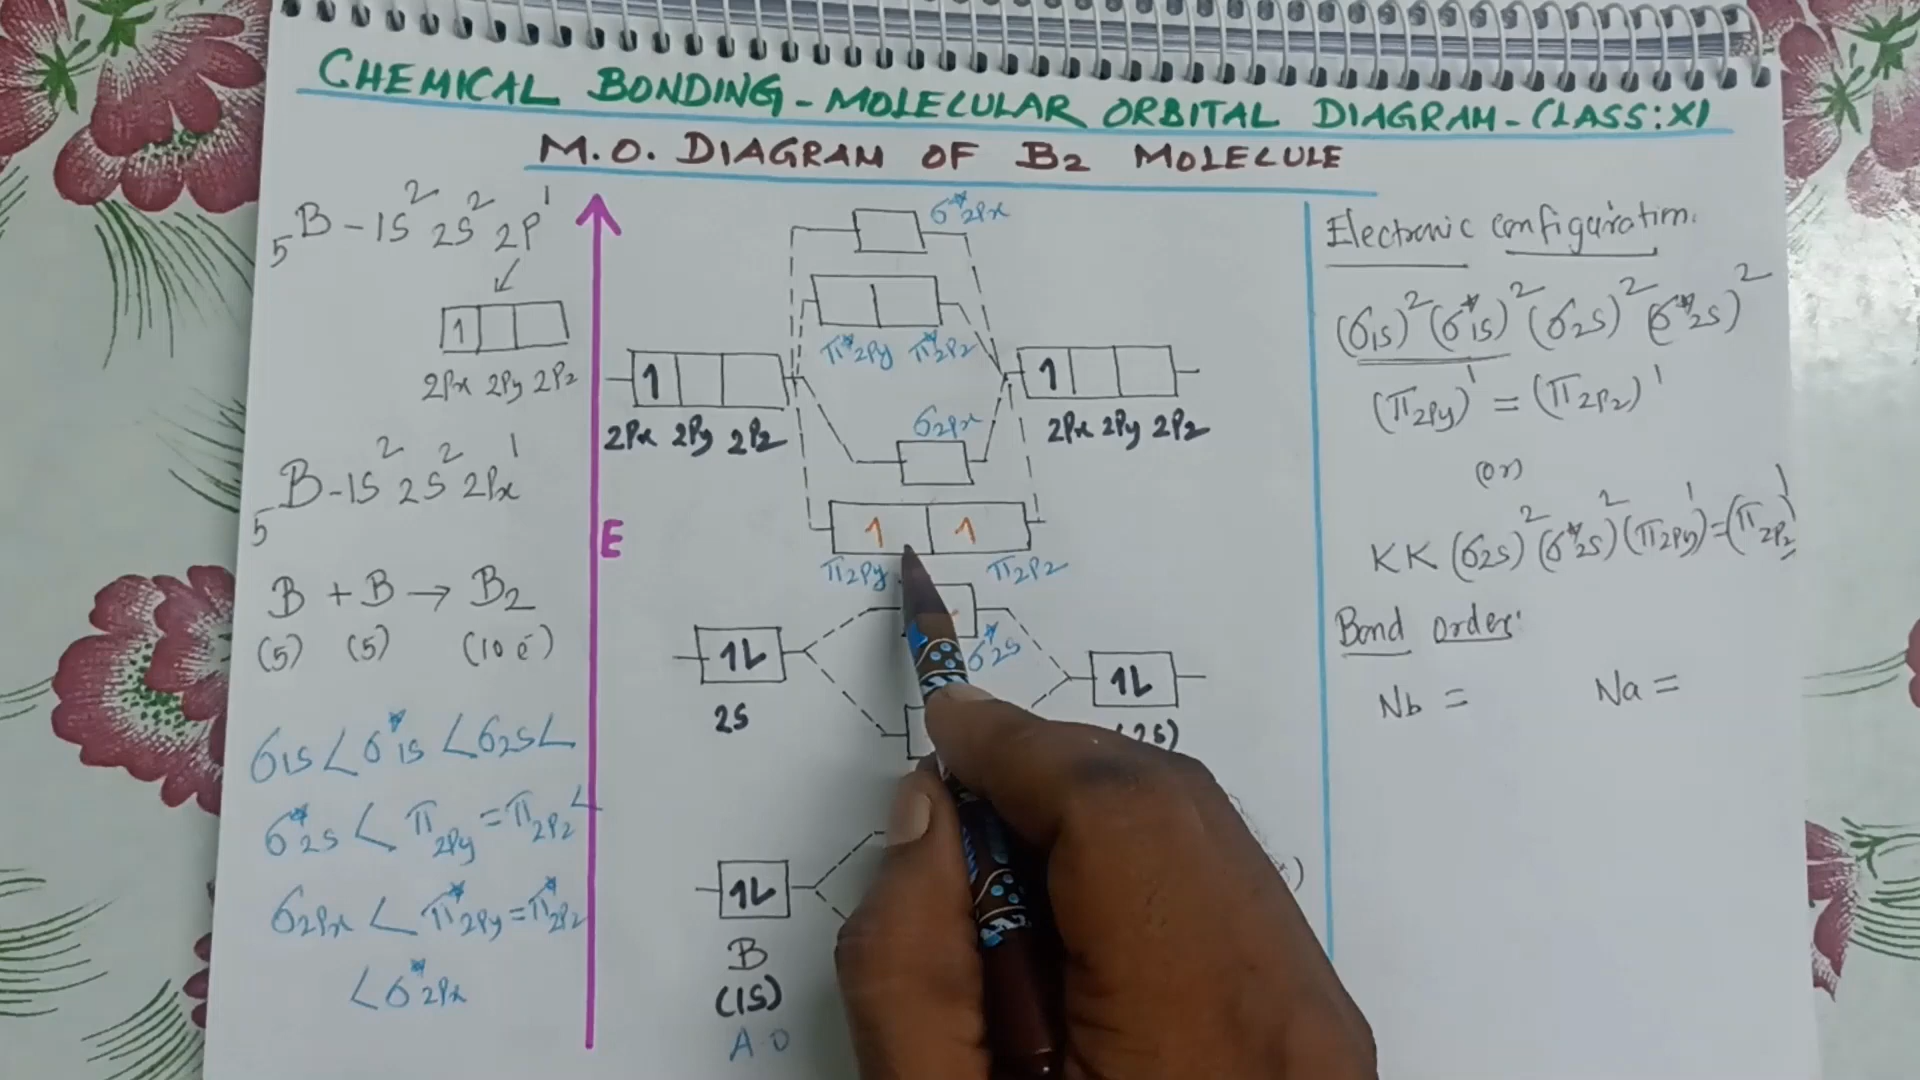 CHEMICAL BONDING - MOLECULAR ORBITAL DIAGRAM - CLASS: XI
M.O. DIAGRAM OF B2 MOLECULE
5B - 1S² 2S² 2P¹
1
2Px 2Py 2Pz
5B - 1S² 2S² 2Px¹
B + B → B2
(5) (5) (10 e⁻)
σ1S < σ*1S < σ2S <
σ*2S < π2Py = π2Pz <
σ2Px < π*2Py = π*2Pz
< σ*2Px
E
σ*2Px
π*2Py π*2Pz
1 1
2Px 2Py 2Pz σ2Px 2Px 2Py 2Pz
1 1
π2Py π2Pz
1L σ*2S 1L
2S (2S)
1L
B
(1S)
A.O
Electronic configuration.
(σ1S)² (σ*1S)² (σ2S)² (σ*2S)²
(π2Py)¹ = (π2Pz)¹
(or)
KK (σ2S)² (σ*2S)² (π2Py)¹ = (π2Pz)¹
Bond order:
Nb = Na =